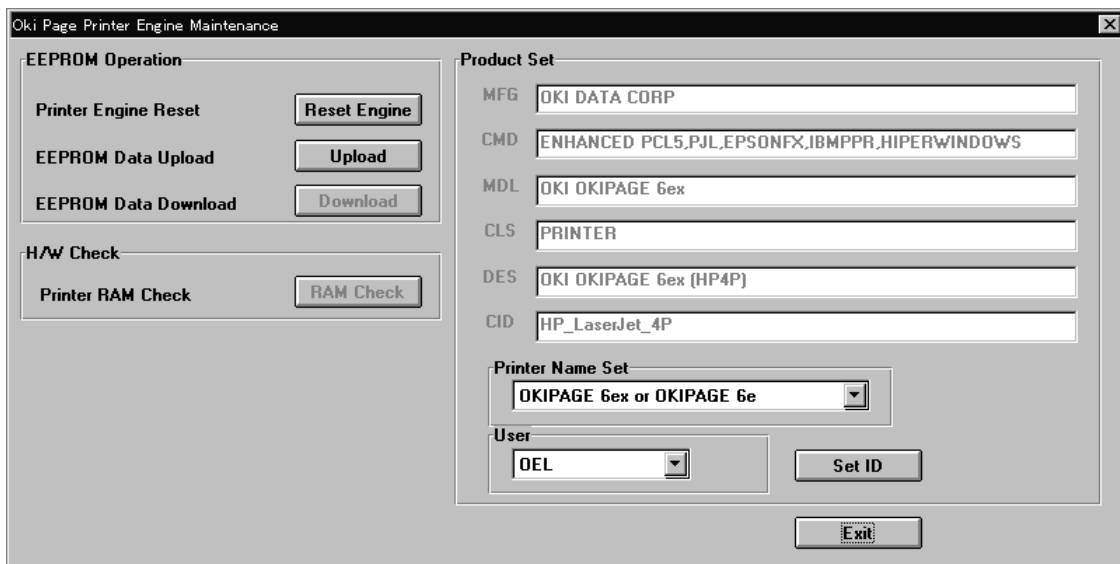 Oki Page Printer Engine Maintenance
EEPROM Operation
Printer Engine Reset Reset Engine
EEPROM Data Upload Upload
EEPROM Data Download Download
H/W Check
Printer RAM Check RAM Check
Product Set
MFG OKI DATA CORP
CMD ENHANCED PCL5,PJL,EPSONFX,IBMPPR,HIPERWINDOWS
MDL OKI OKIPAGE 6ex
CLS PRINTER
DES OKI OKIPAGE 6ex (HP4P)
CID HP_LaserJet_4P
Printer Name Set
OKIPAGE 6ex or OKIPAGE 6e
User
OEL
Set ID
Exit